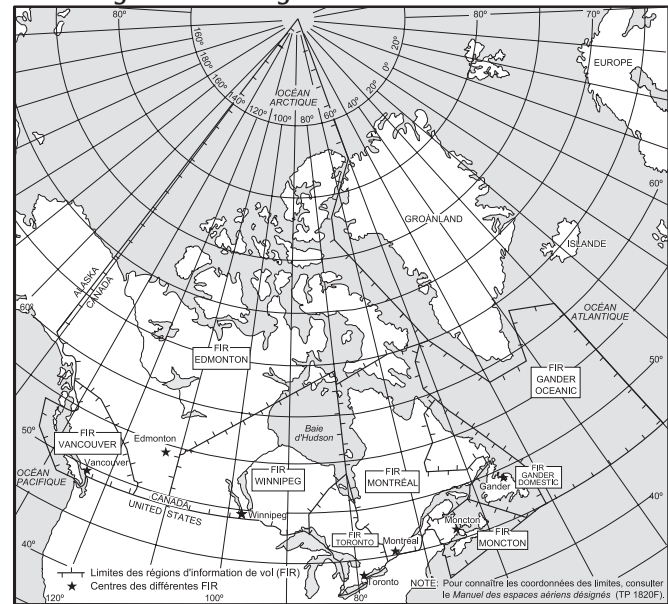 80°
70°
160°
180°
160°
140°
120°
100°
80°
60°
40°
20°
0°
20°
80°
EUROPE
OCÉAN
ARCTIQUE
60°
GROANLAND
ISLANDE
ALASKA
CANADA
OCÉAN
ATLANTIQUE
60°
50°
FIR
EDMONTON
FIR
GANDER
OCEANIC
50°
FIR
VANCOUVER
Edmonton
Baie
d'Hudson
Vancouver
OCÉAN
PACIFIQUE
FIR
WINNIPEG
FIR
MONTRÉAL
FIR
GANDER
DOMESTIC
Gander
40°
CANADA
UNITED STATES
Winnipeg
Moncton
FIR
MONCTON
FIR
TORONTO
Montréal
40°
Toronto
Limites des régions d'information de vol (FIR)
Centres des différentes FIR
NOTE: Pour connaître les coordonnées des limites, consulter
le Manuel des espaces aériens désignés (TP 1820F).
120°
100°
80°